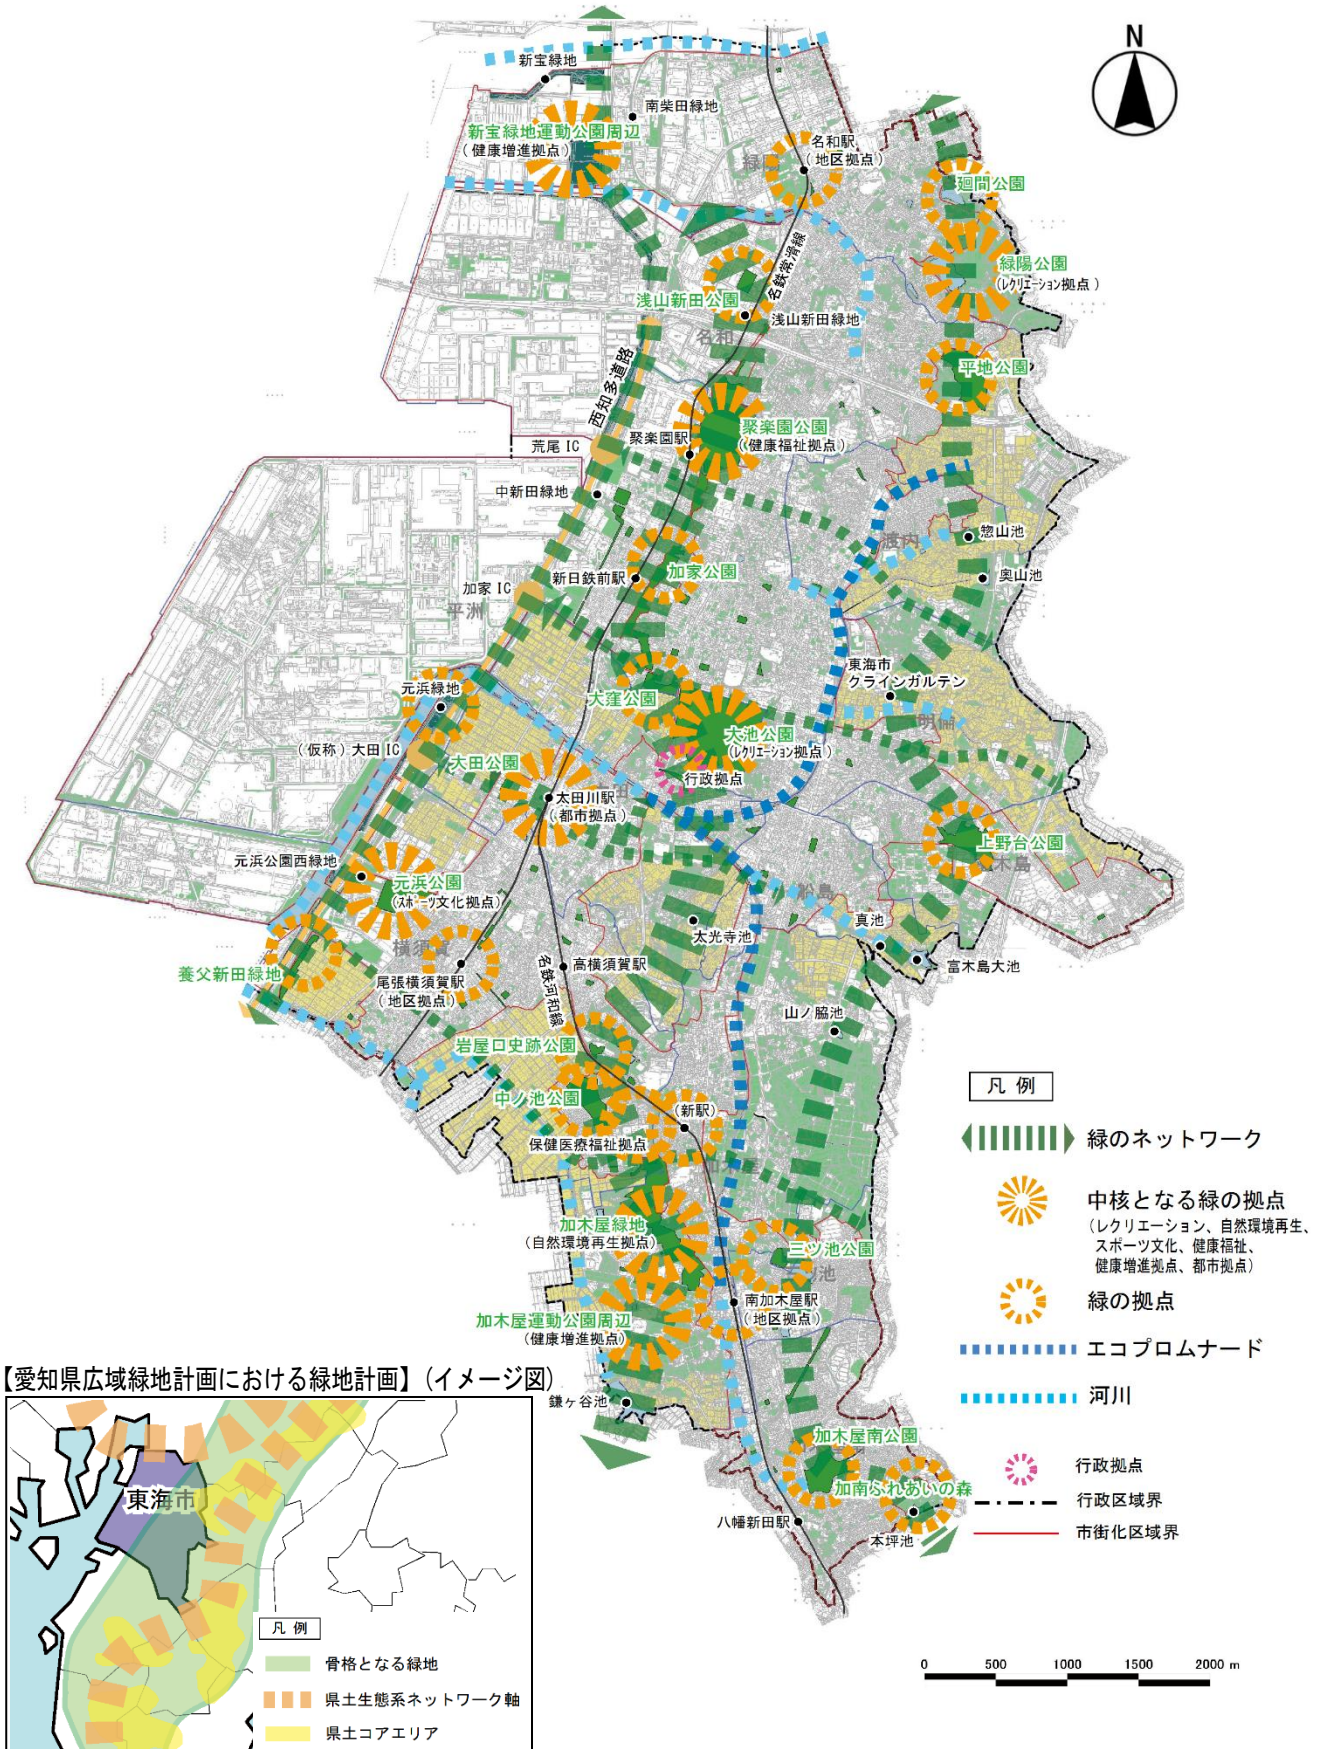 N
新宝緑地
南柴田緑地
新宝緑地運動公園周辺
(健康増進拠点)
名和駅
(地区拠点)
緑陽
廻間公園
緑陽公園
(レクリエーション拠点)
名鉄常滑線
浅山新田公園
浅山新田緑地
名和
西知多道路
平地公園
聚楽園公園
(健康福祉拠点)
聚楽園駅
荒尾 IC
中新田緑地
惣山池
渡内
奥山池
加家公園
新日鉄前駅
加家 IC
平洲
東海市
クラインガルテン
元浜緑地
大窪公園
明倫
大池公園
(レクリエーション拠点)
(仮称)大田 IC
大田公園
行政拠点
太田川駅
(都市拠点)
上野台公園
元浜公園西緑地
元浜公園
(スポーツ文化拠点)
松島
太光寺池
真池
富木島大池
横須賀
養父新田緑地
尾張横須賀駅
(地区拠点)
高横須賀駅
名鉄河和線
山ノ脇池
岩屋口史跡公園
中ノ池公園
(新駅)
保健医療福祉拠点
加木屋
加木屋緑地
(自然環境再生拠点)
三ツ池公園
三ツ池
南加木屋駅
(地区拠点)
加木屋運動公園周辺
(健康増進拠点)
鎌ヶ谷池
加木屋南公園
加南ふれあいの森
八幡新田駅
本坪池
凡 例
緑のネットワーク
中核となる緑の拠点
(レクリエーション、自然環境再生、
スポーツ文化、健康福祉、
健康増進拠点、都市拠点)
緑の拠点
エコプロムナード
河川
行政拠点
行政区域界
市街化区域界
0 500 1000 1500 2000 m
【愛知県広域緑地計画における緑地計画】(イメージ図)
東海市
凡 例
骨格となる緑地
県土生態系ネットワーク軸
県土コアエリア